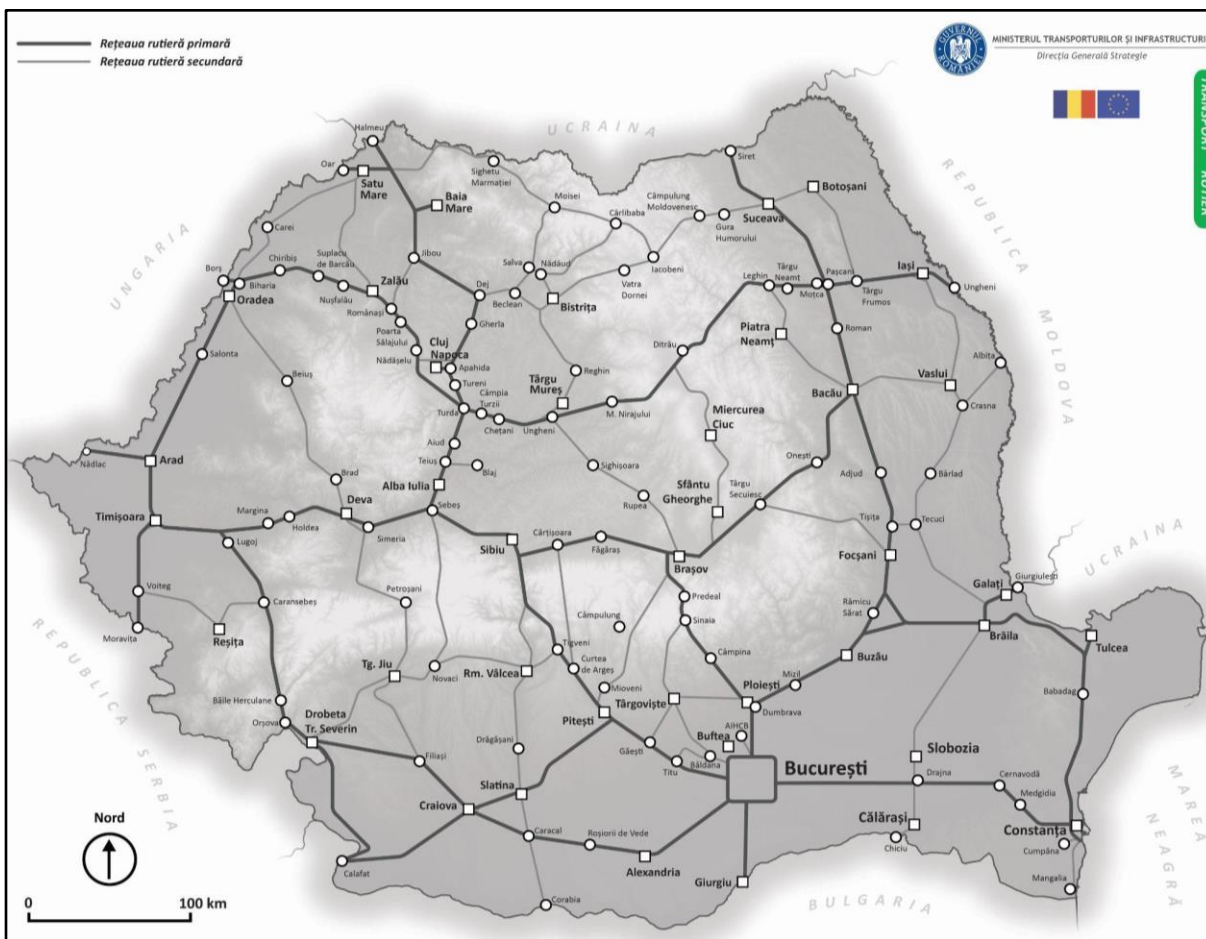 Rețeaua rutieră primară
Rețeaua rutieră secundară
GUVERNUL ROMÂNIEI
MINISTERUL TRANSPORTURILOR ȘI INFRASTRUCTURII
Direcția Generală Strategie
TRANSPORT RUTIER
UCRAINA
REPUBLICA MOLDOVA
UNGARIA
Halmeu
Oar
Satu
Mare
Sighetu
Marmației
Baia
Mare
Moisei
Cârlibaba
Câmpulung
Moldovenesc
Siret
Suceava
Botoșani
Gura
Humorului
Carei
Borș
Biharia
Oradea
Chiribiș
Suplacu
de Barcău
Nușfalău
Zalău
Românași
Poarta
Sălajului
Nădășelu
Jibou
Dej
Gherla
Cluj
Napoca
Apahida
Tureni
Salva
Nădăud
Beclean
Bistrița
Vatra
Dornei
Iacobeni
Leghin
Târgu
Neamț
Moțca
Pașcani
Târgu
Frumos
Iași
Ungheni
Roman
Piatra
Neamț
Ditrău
Albița
Vaslui
Crasna
Bacău
Salonta
Beiuș
Reghin
Târgu
Mureș
Câmpia
Turzii
Turda
Chețani
Ungheni
M. Nirajului
Miercurea
Ciuc
Aiud
Teiuș
Blaj
Alba Iulia
Sebeș
Sighișoara
Rupea
Sfântu
Gheorghe
Târgu
Secuiesc
Onești
Adjud
Bârlad
Tecuci
Tișița
Focșani
Nădlac
Arad
Timișoara
Brad
Deva
Margina
Holdea
Simeria
Lugoj
Sibiu
Cârțișoara
Făgăraș
Brașov
Predeal
Sinaia
Câmpina
Galați
Giurgiulești
UCRAINA
Voiteg
Moravița
Reșița
Caransebeș
Petroșani
Câmpulung
Râmicu
Sărat
Brăila
Tulcea
Tg. Jiu
Novaci
Rm. Vâlcea
Tigveni
Curtea
de Argeș
Mioveni
Târgoviște
Ploiești
Mizil
Buzău
Dumbrava
Babadag
REPUBLICA SERBIA
Băile Herculane
Orșova
Drobeta
Tr. Severin
Filiași
Drăgășani
Pitești
Găești
Titu
Bâldana
Buftea
AIHCB
București
Slobozia
Drajna
Cernavodă
Medgidia
Slatina
Craiova
Caracal
Roșiorii de Vede
Alexandria
Călărași
Chiciu
Constanța
Cumpăna
Mangalia
MAREA
NEAGRĂ
Calafat
Corabia
Giurgiu
BULGARIA
Nord
0
100 km